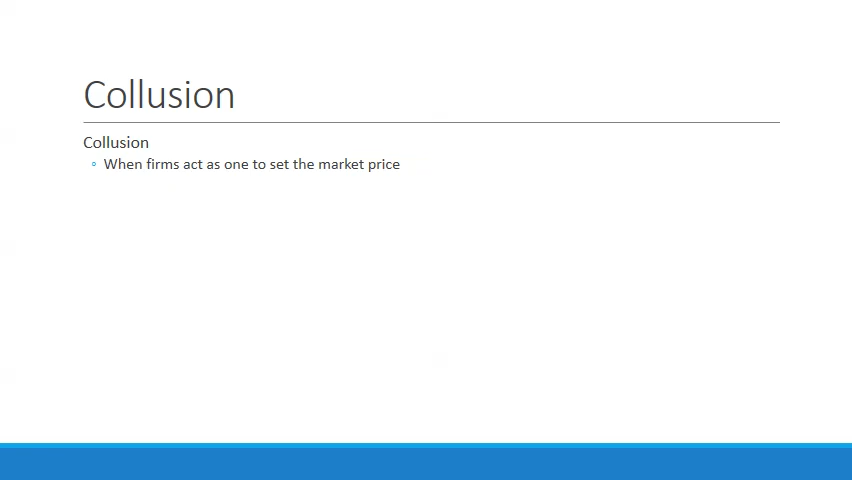 Collusion
Collusion
◦ When firms act as one to set the market price